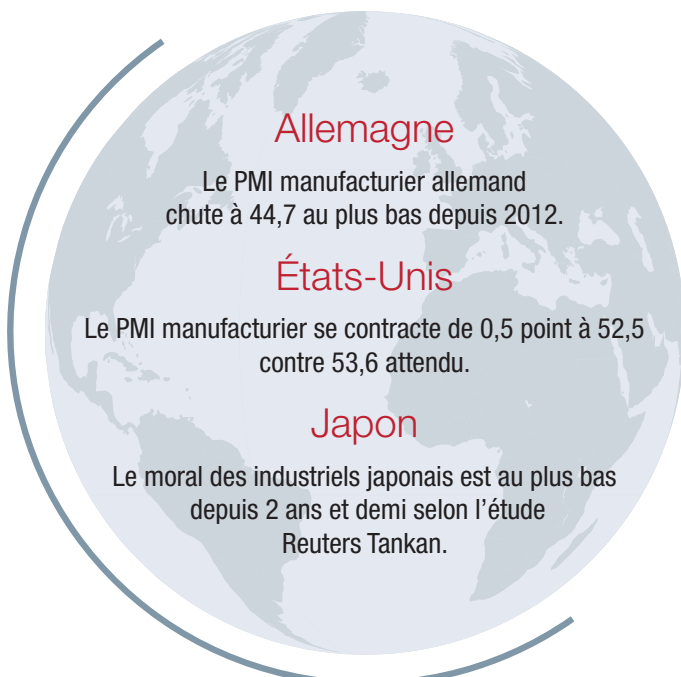 Allemagne
Le PMI manufacturier allemand
chute à 44,7 au plus bas depuis 2012.
États-Unis
Le PMI manufacturier se contracte de 0,5 point à 52,5
contre 53,6 attendu.
Japon
Le moral des industriels japonais est au plus bas
depuis 2 ans et demi selon l’étude
Reuters Tankan.